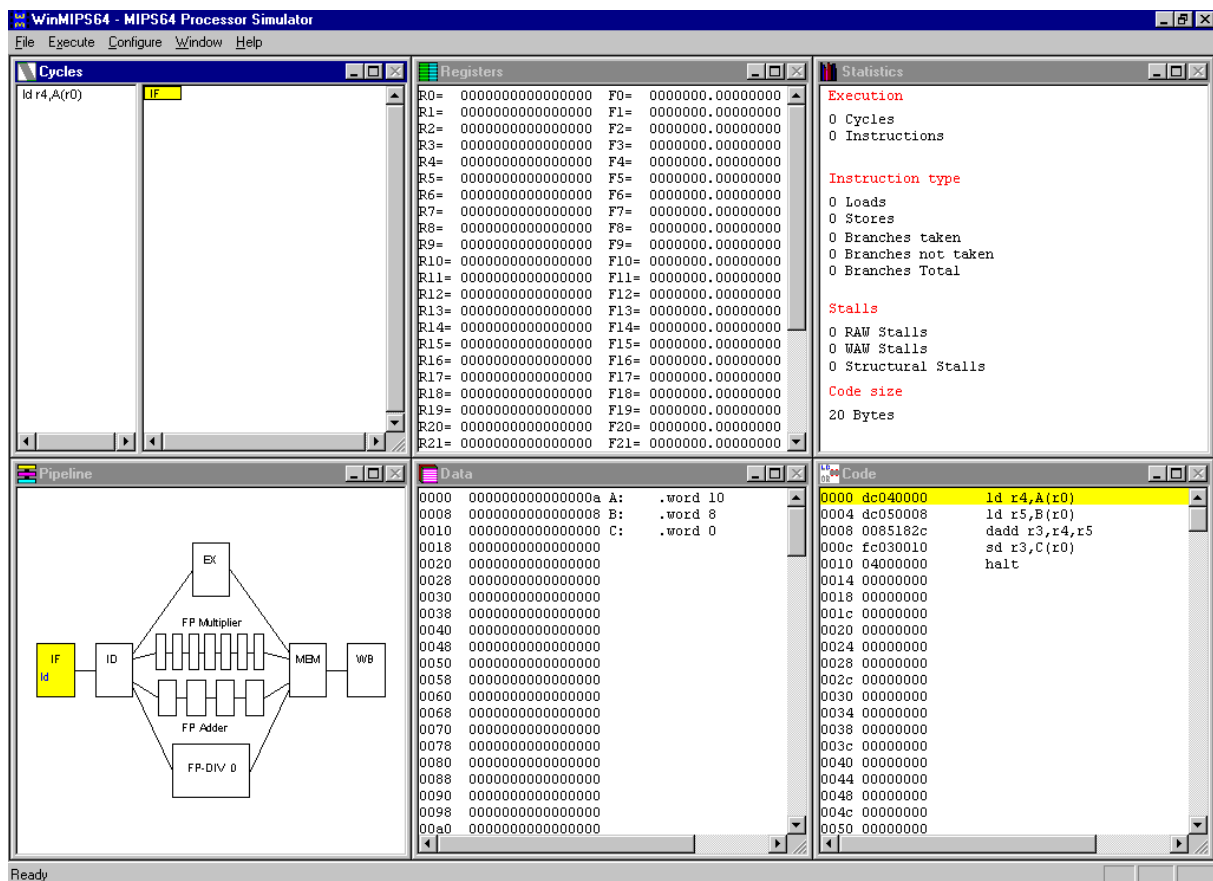 WinMIPS64 - MIPS64 Processor Simulator
File Execute Configure Window Help
Cycles
ld r4,A(r0)
IF
Registers
R0= 0000000000000000 F0= 0000000.00000000
R1= 0000000000000000 F1= 0000000.00000000
R2= 0000000000000000 F2= 0000000.00000000
R3= 0000000000000000 F3= 0000000.00000000
R4= 0000000000000000 F4= 0000000.00000000
R5= 0000000000000000 F5= 0000000.00000000
R6= 0000000000000000 F6= 0000000.00000000
R7= 0000000000000000 F7= 0000000.00000000
R8= 0000000000000000 F8= 0000000.00000000
R9= 0000000000000000 F9= 0000000.00000000
R10= 0000000000000000 F10= 0000000.00000000
R11= 0000000000000000 F11= 0000000.00000000
R12= 0000000000000000 F12= 0000000.00000000
R13= 0000000000000000 F13= 0000000.00000000
R14= 0000000000000000 F14= 0000000.00000000
R15= 0000000000000000 F15= 0000000.00000000
R16= 0000000000000000 F16= 0000000.00000000
R17= 0000000000000000 F17= 0000000.00000000
R18= 0000000000000000 F18= 0000000.00000000
R19= 0000000000000000 F19= 0000000.00000000
R20= 0000000000000000 F20= 0000000.00000000
R21= 0000000000000000 F21= 0000000.00000000
Statistics
Execution
0 Cycles
0 Instructions
Instruction type
0 Loads
0 Stores
0 Branches taken
0 Branches not taken
0 Branches Total
Stalls
0 RAW Stalls
0 WAW Stalls
0 Structural Stalls
Code size
20 Bytes
Pipeline
EX
FP Multiplier
IF
ld
ID
MEM
WB
FP Adder
FP-DIV 0
Data
0000 000000000000000a A: .word 10
0008 0000000000000008 B: .word 8
0010 0000000000000000 C: .word 0
0018 0000000000000000
0020 0000000000000000
0028 0000000000000000
0030 0000000000000000
0038 0000000000000000
0040 0000000000000000
0048 0000000000000000
0050 0000000000000000
0058 0000000000000000
0060 0000000000000000
0068 0000000000000000
0070 0000000000000000
0078 0000000000000000
0080 0000000000000000
0088 0000000000000000
0090 0000000000000000
0098 0000000000000000
00a0 0000000000000000
Code
0000 dc040000 ld r4,A(r0)
0004 dc050008 ld r5,B(r0)
0008 0085182c dadd r3,r4,r5
000c fc030010 sd r3,C(r0)
0010 04000000 halt
0014 00000000
0018 00000000
001c 00000000
0020 00000000
0024 00000000
0028 00000000
002c 00000000
0030 00000000
0034 00000000
0038 00000000
003c 00000000
0040 00000000
0044 00000000
0048 00000000
004c 00000000
0050 00000000
Ready